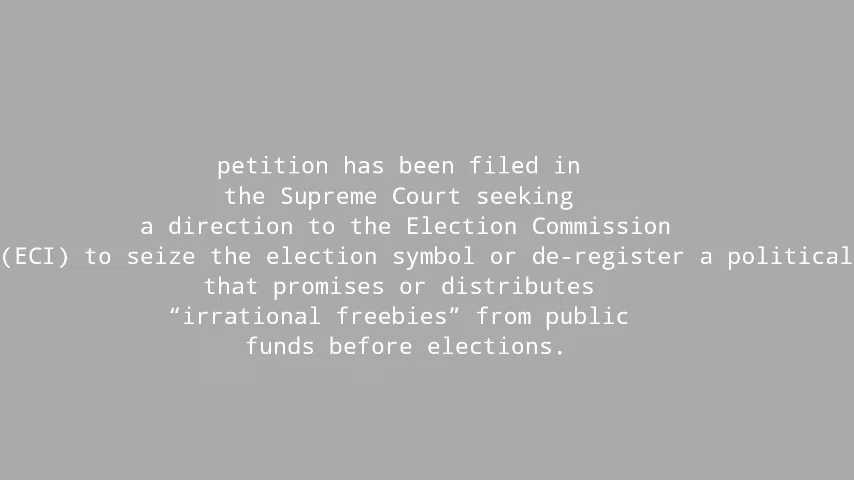 petition has been filed in
the Supreme Court seeking
a direction to the Election Commission
(ECI) to seize the election symbol or de-register a political
that promises or distributes
“irrational freebies” from public
funds before elections.